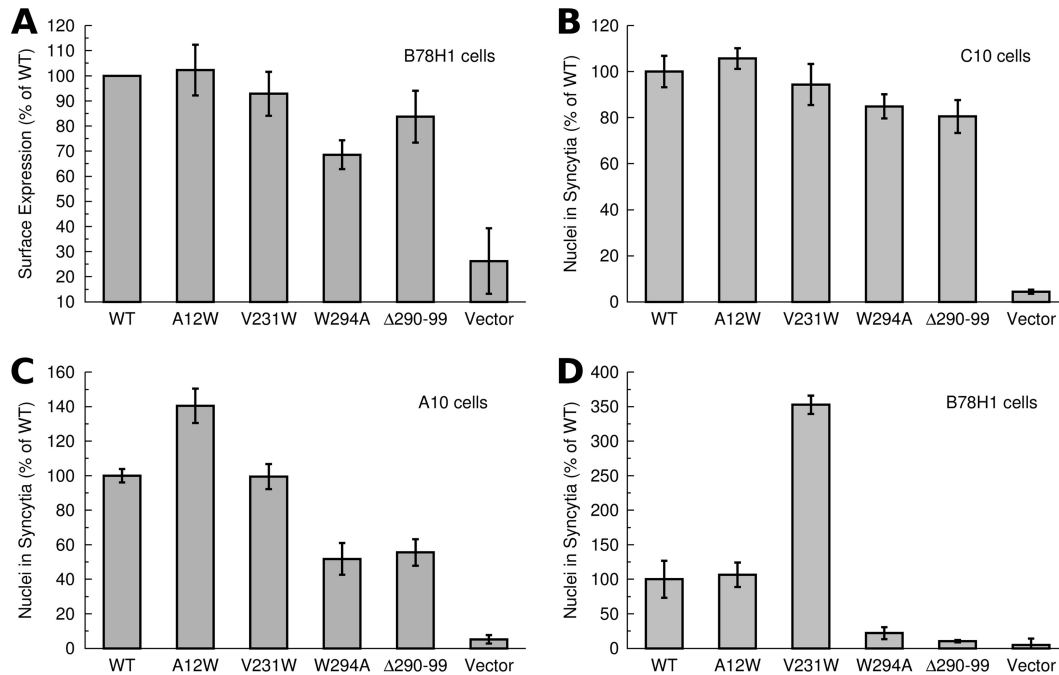 A
Surface Expression (% of WT)
120
110
100
90
80
70
60
50
40
30
20
10
B78H1 cells
WT A12W V231W W294A Δ290-99 Vector
B
Nuclei in Syncytia (% of WT)
120
100
80
60
40
20
0
C10 cells
WT A12W V231W W294A Δ290-99 Vector
C
Nuclei in Syncytia (% of WT)
160
140
120
100
80
60
40
20
0
A10 cells
WT A12W V231W W294A Δ290-99 Vector
D
Nuclei in Syncytia (% of WT)
400
350
300
250
200
150
100
50
0
B78H1 cells
WT A12W V231W W294A Δ290-99 Vector